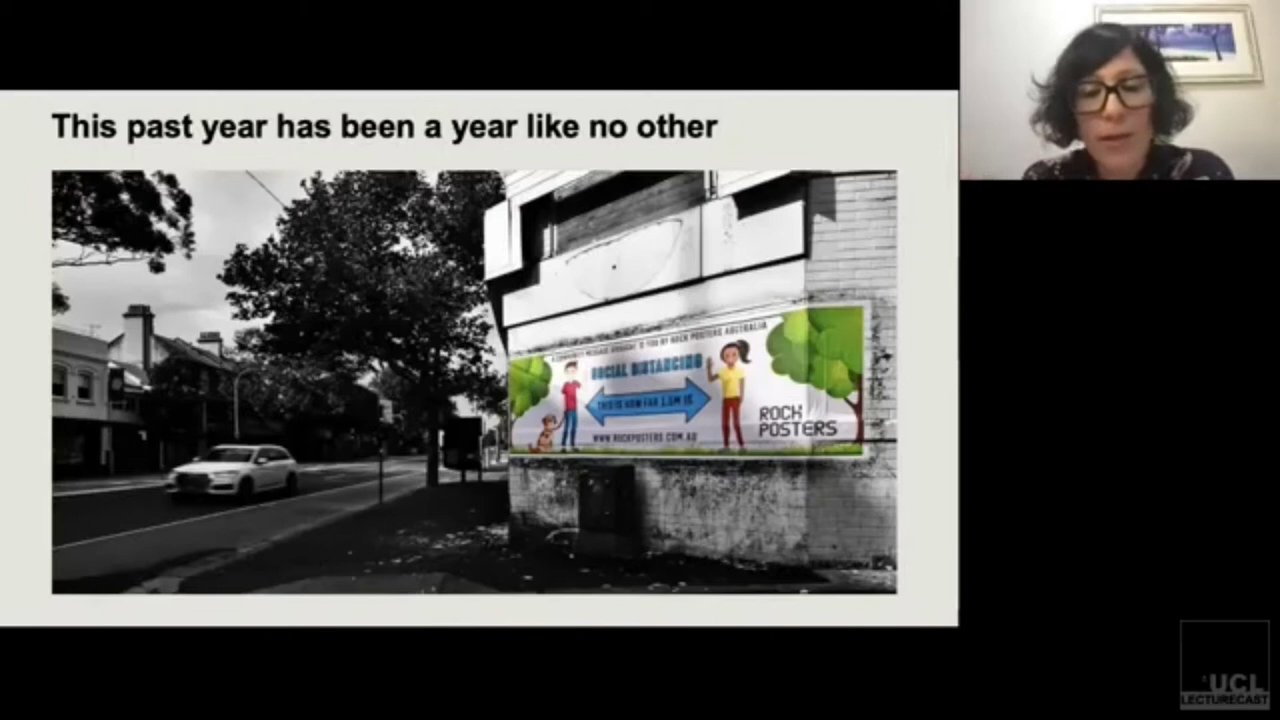 This past year has been a year like no other
A COMMUNITY MESSAGE BROUGHT TO YOU BY ROCK POSTERS AUSTRALIA
SOCIAL DISTANCING
THIS IS HOW FAR 1.5M IS
WWW.ROCKPOSTERS.COM.AU
ROCK
POSTERS
UCL
LECTURECAST